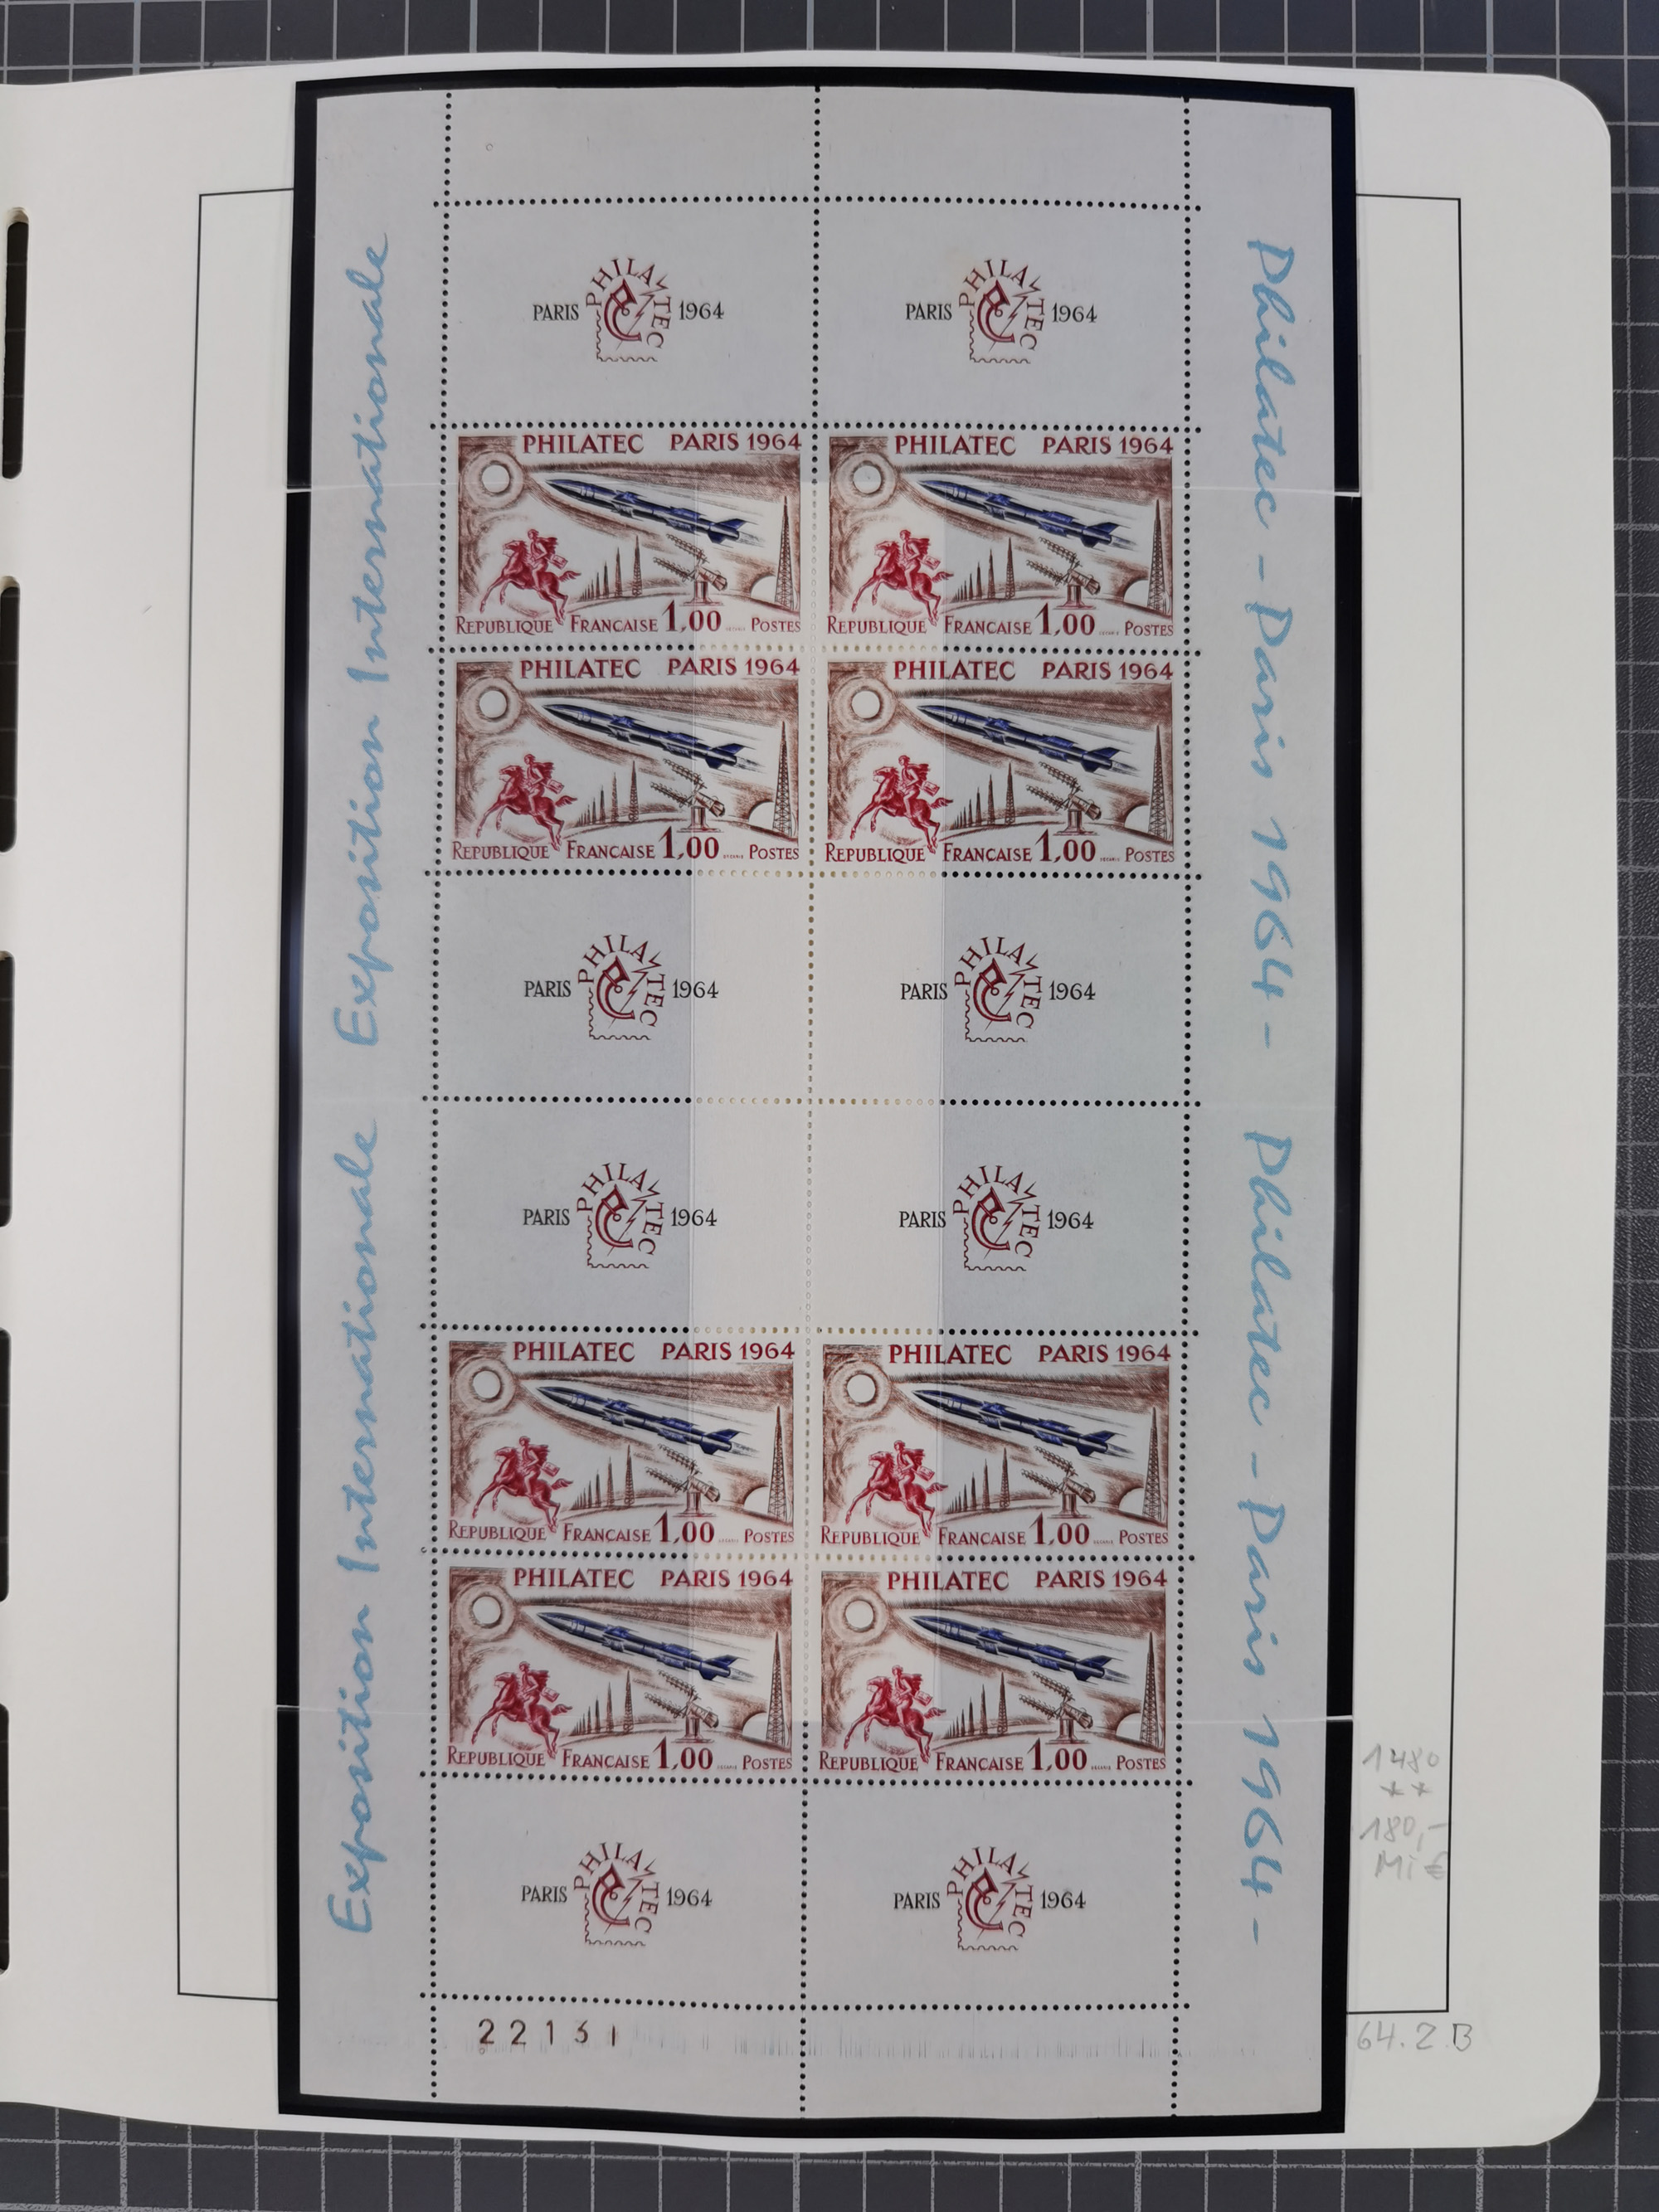 PARIS PHILATEC 1964
PARIS PHILATEC 1964
PHILATEC PARIS 1964
REPUBLIQUE FRANCAISE 1,00 POSTES
PHILATEC PARIS 1964
REPUBLIQUE FRANCAISE 1,00 POSTES
PHILATEC PARIS 1964
REPUBLIQUE FRANCAISE 1,00 POSTES
PHILATEC PARIS 1964
REPUBLIQUE FRANCAISE 1,00 POSTES
PARIS PHILATEC 1964
PARIS PHILATEC 1964
PARIS PHILATEC 1964
PARIS PHILATEC 1964
PHILATEC PARIS 1964
REPUBLIQUE FRANCAISE 1,00 POSTES
PHILATEC PARIS 1964
REPUBLIQUE FRANCAISE 1,00 POSTES
PHILATEC PARIS 1964
REPUBLIQUE FRANCAISE 1,00 POSTES
PHILATEC PARIS 1964
REPUBLIQUE FRANCAISE 1,00 POSTES
PARIS PHILATEC 1964
PARIS PHILATEC 1964
22131
Exposition Internationale Exposition Internationale
Philatec - Paris 1964 - Philatec - Paris 1964 -
1480
**
180,-
Mi €
64.2.B